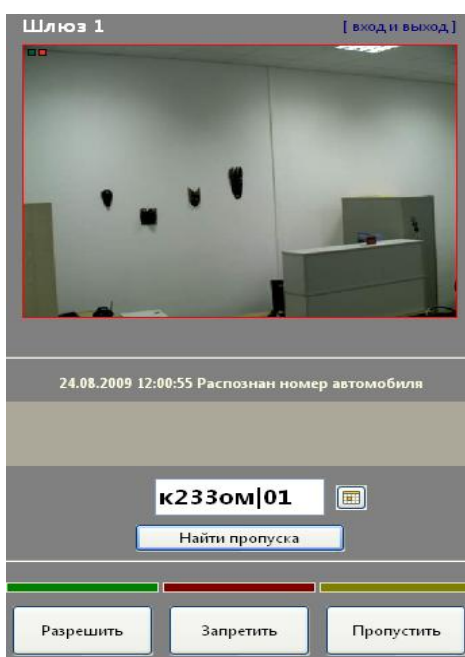 Шлюз 1 [ вход и выход ]
24.08.2009 12:00:55 Распознан номер автомобиля
к233ом|01
Найти пропуска
Разрешить Запретить Пропустить